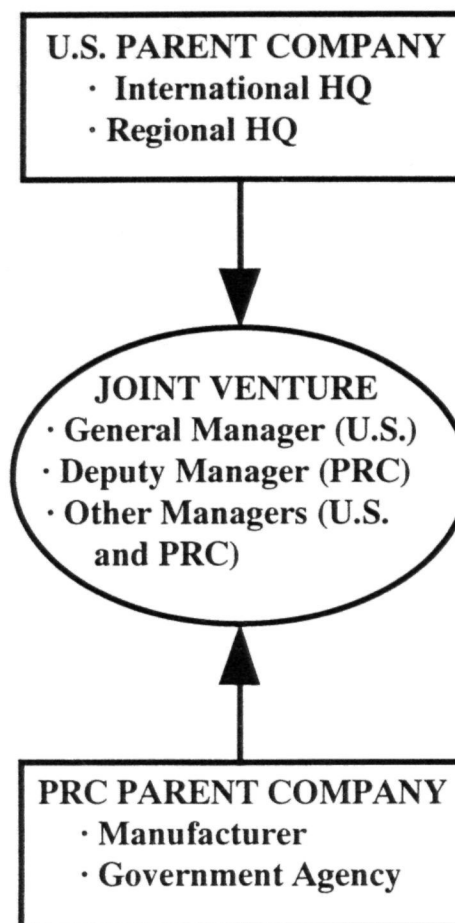 U.S. PARENT COMPANY
· International HQ
· Regional HQ
JOINT VENTURE
· General Manager (U.S.)
· Deputy Manager (PRC)
· Other Managers (U.S.
and PRC)
PRC PARENT COMPANY
· Manufacturer
· Government Agency